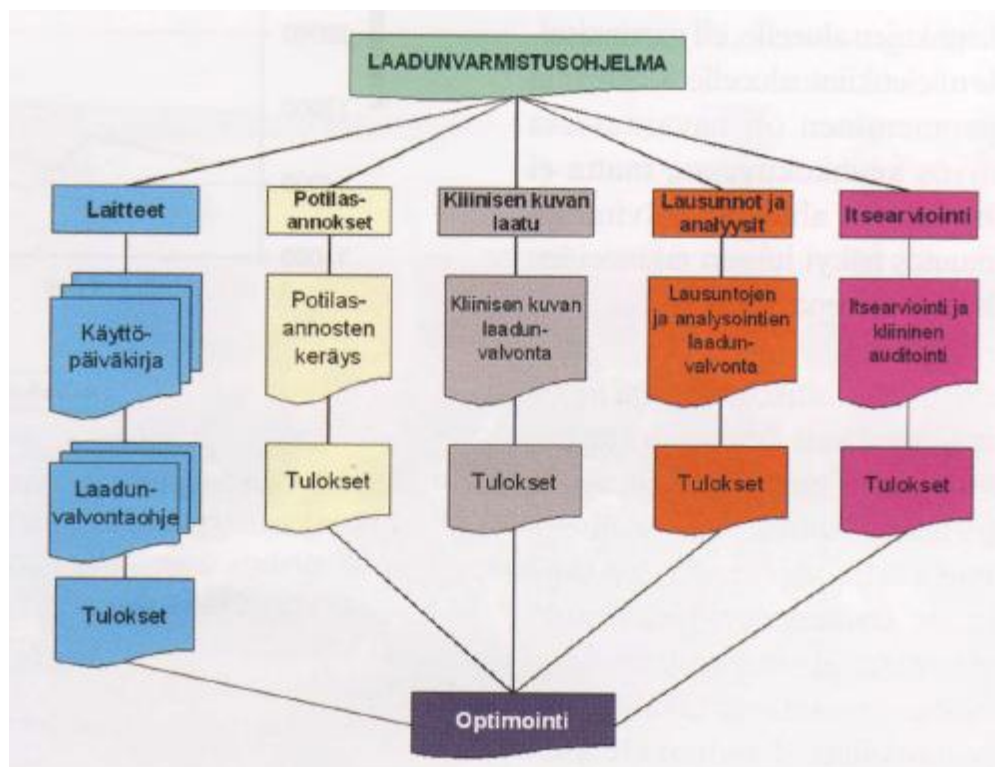 LAADUNVARMISTUSOHJELMA
Laitteet
Potilas-
annokset
Kliinisen kuvan
laatu
Lausunnot ja
analyysit
Itsearviointi
Käyttö-
päiväkirja
Potilas-
annosten
keräys
Kliinisen kuvan
laadun-
valvonta
Lausuntojen
ja analysointien
laadun-
valvonta
Itsearviointi ja
kliininen
auditointi
Laadun-
valvontaohje
Tulokset
Tulokset
Tulokset
Tulokset
Tulokset
Optimointi